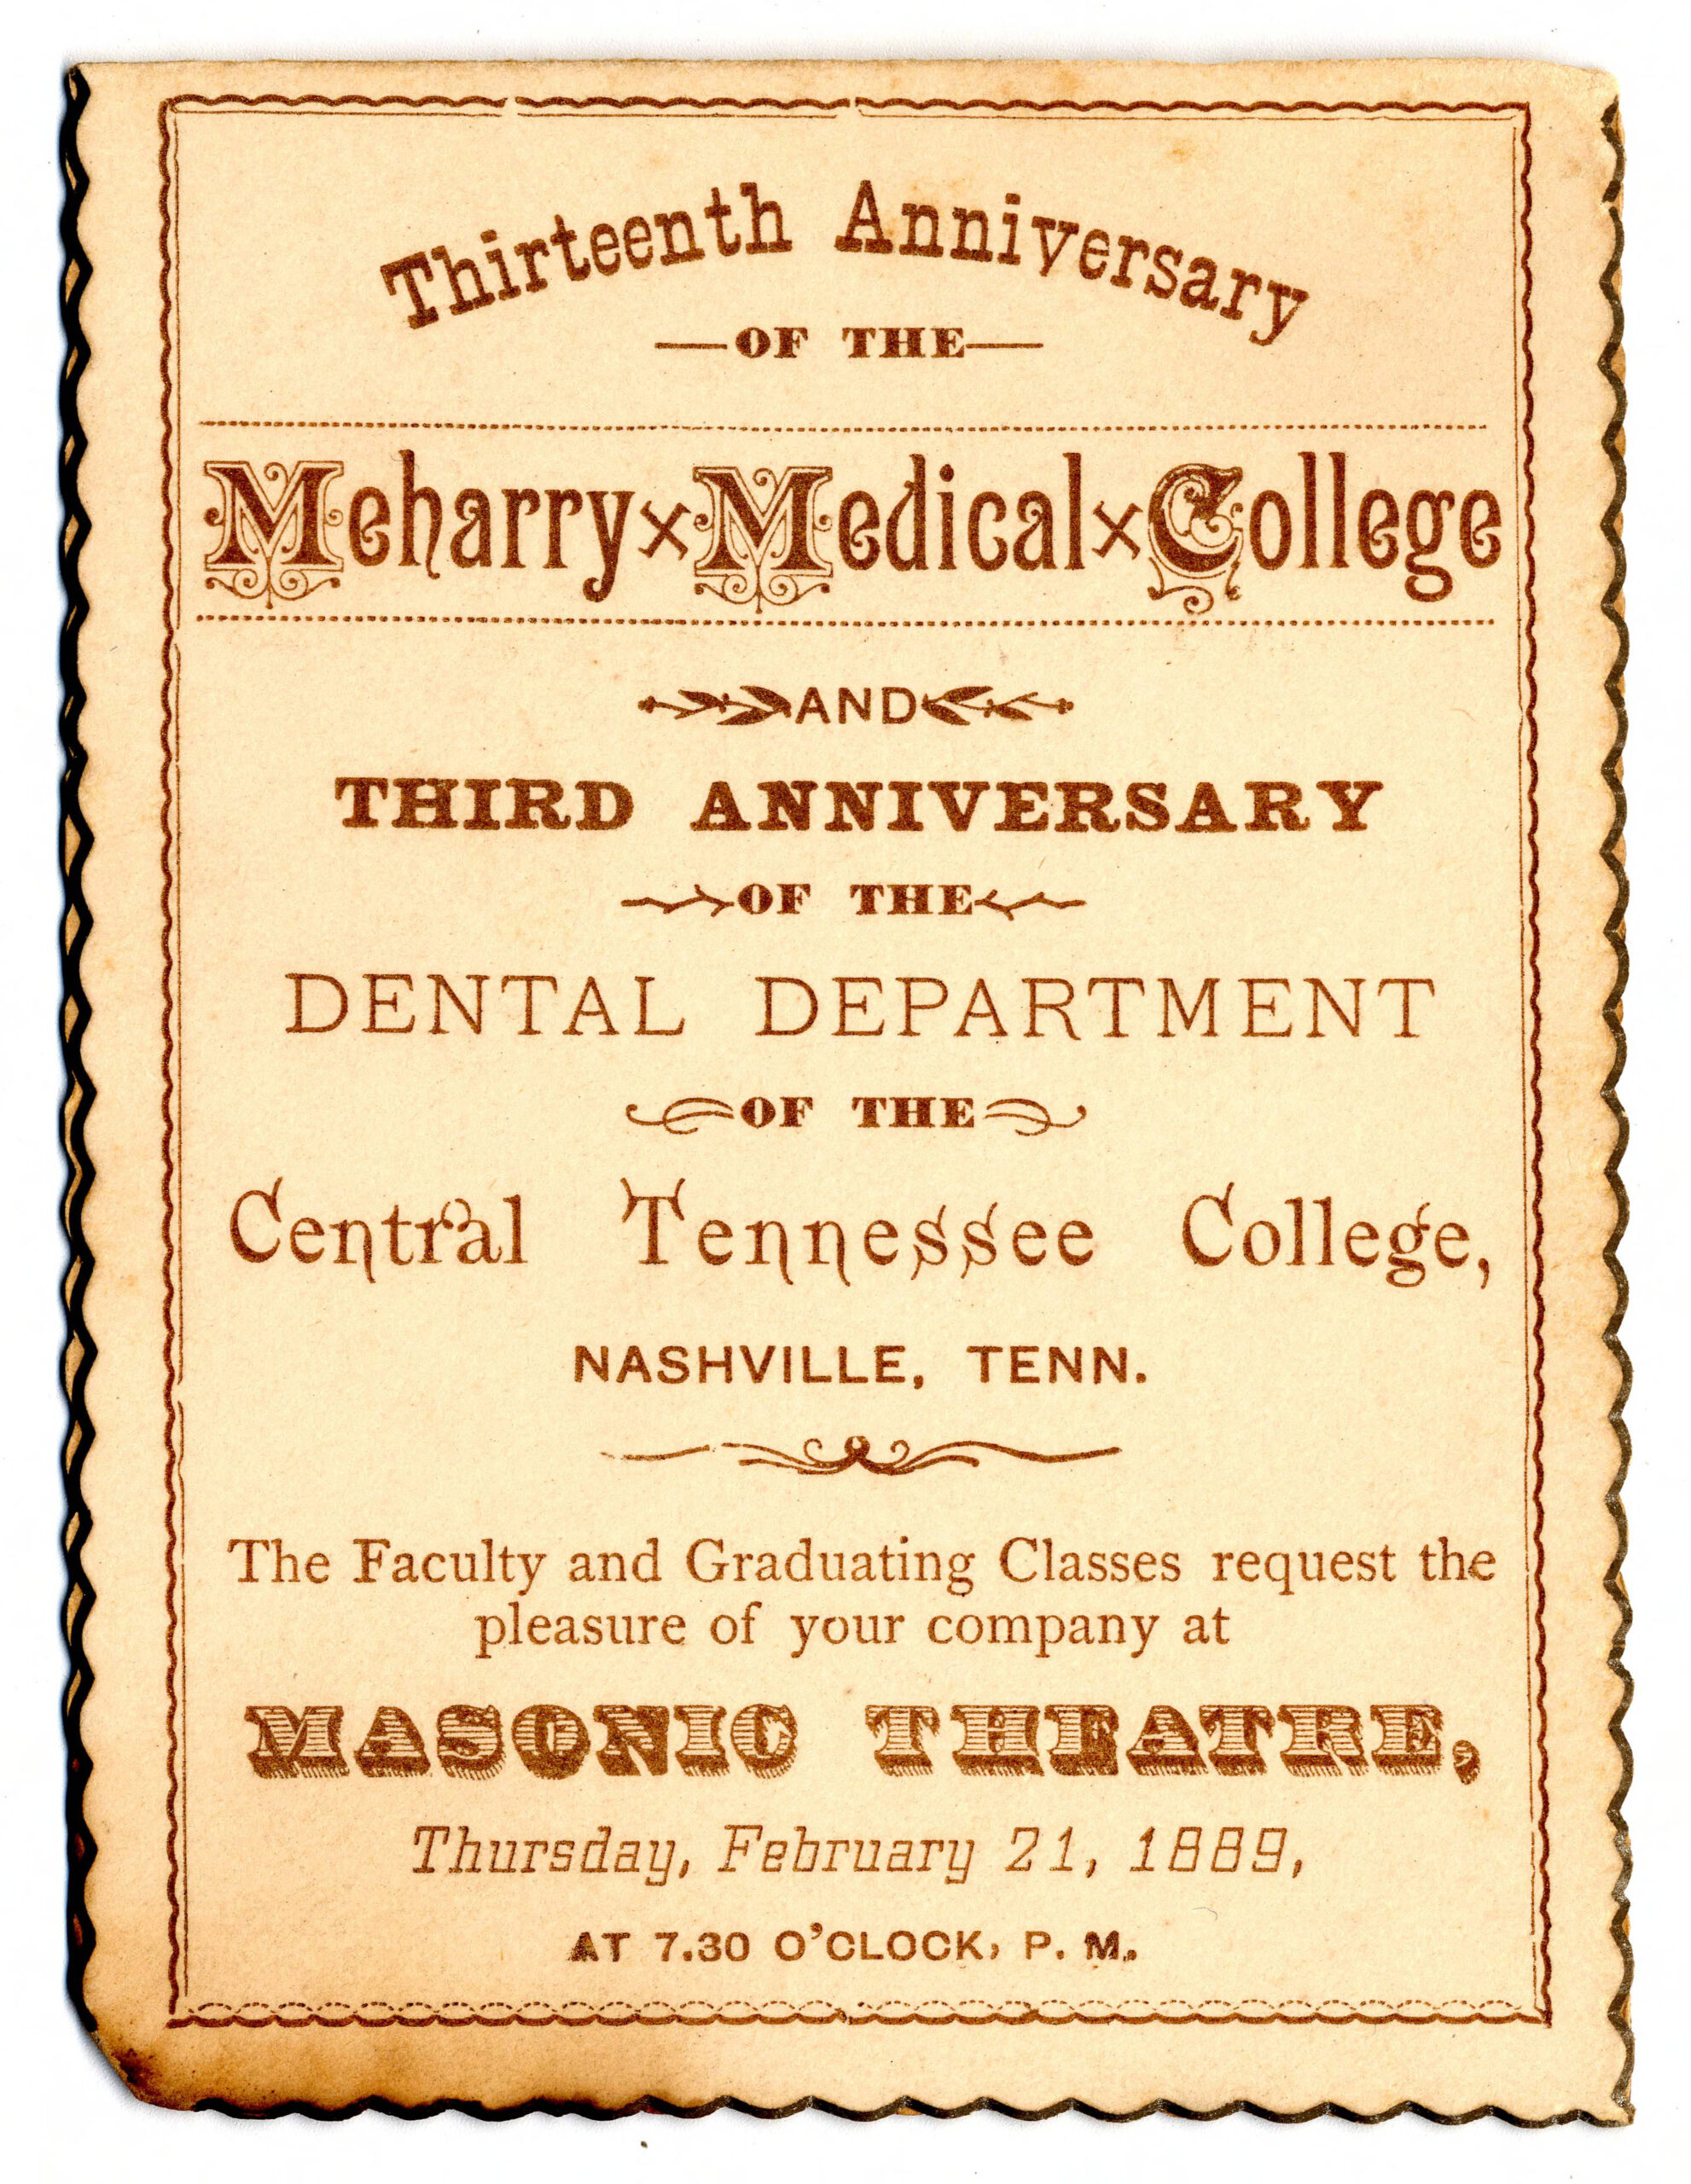 Thirteenth Anniversary
—OF THE—
Meharry×Medical×College
AND
THIRD ANNIVERSARY
OF THE
DENTAL DEPARTMENT
OF THE
Central Tennessee College,
NASHVILLE, TENN.
The Faculty and Graduating Classes request the
pleasure of your company at
MASONIC THEATRE,
Thursday, February 21, 1889,
AT 7.30 O'CLOCK, P. M.